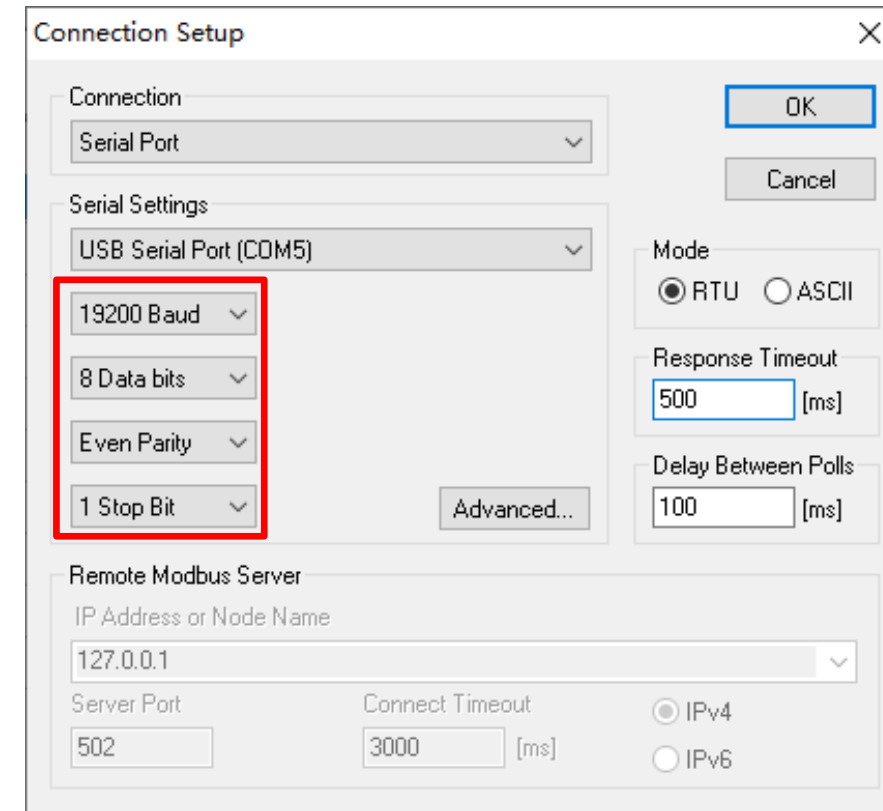 Connection Setup
Connection
OK
Serial Port
Cancel
Serial Settings
USB Serial Port (COM5)
Mode
RTU ASCII
19200 Baud
8 Data bits
Response Timeout
500 [ms]
Even Parity
Delay Between Polls
1 Stop Bit
Advanced...
100 [ms]
Remote Modbus Server
IP Address or Node Name
127.0.0.1
Server Port
Connect Timeout
IPv4
502
3000 [ms]
IPv6